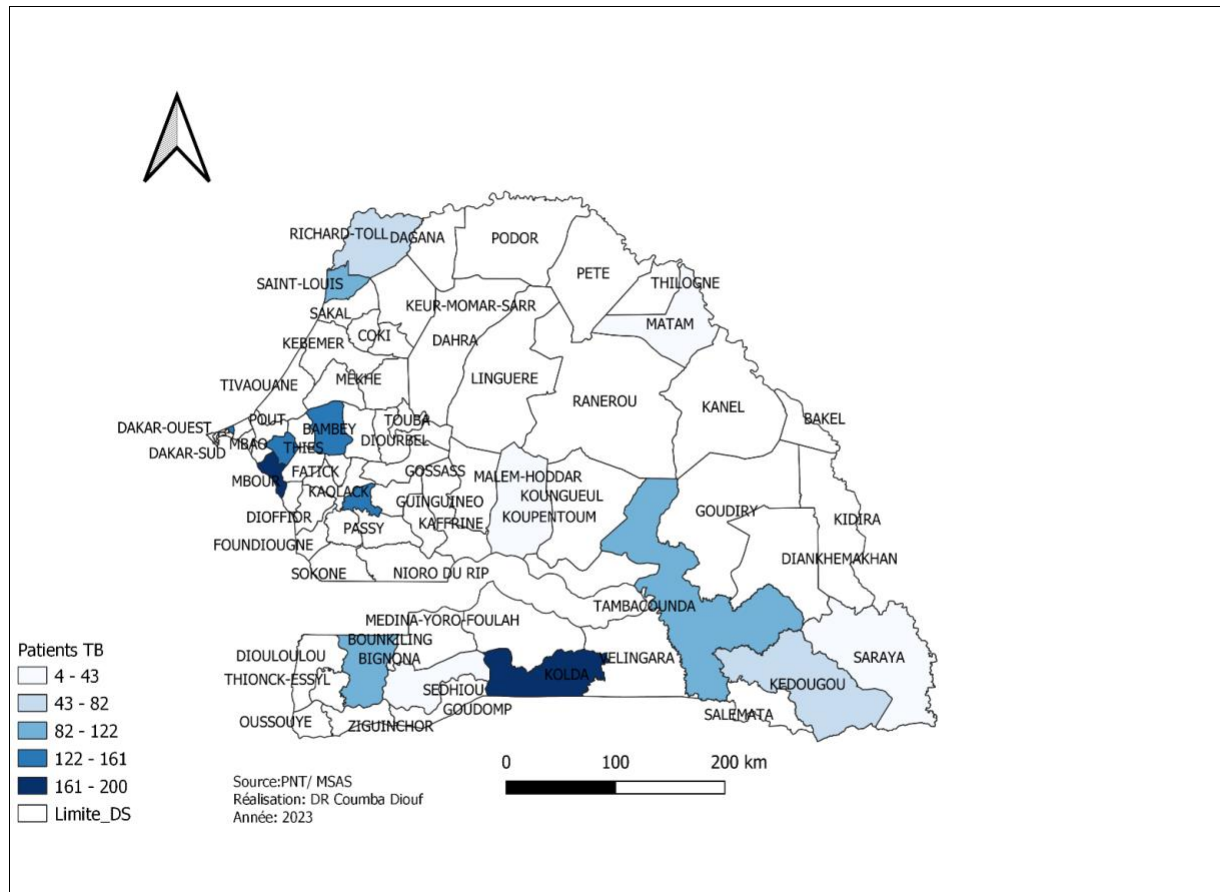 RICHARD-TOLL
DAGANA
PODOR
PETE
SAINT-LOUIS
THILOGNE
KEUR-MOMAR-SARR
SAKAL
MATAM
COKI
KEBEMER
DAHRA
LINGUERE
MEKHE
TIVAOUANE
RANEROU
KANEL
BAKEL
POUT
TOUBA
DAKAR-OUEST
BAMBEY
DIOURBEL
MBAO
THIES
DAKAR-SUD
FATICK
GOSSASS
MALEM-HODDAR
MBOUR
KAOLACK
KOUNGUEUL
GUINGUINEO
GOUDIRY
DIOFFIOR
KOUPENTOUM
KIDIRA
PASSY
KAFFRINE
FOUNDIOUGNE
DIANKHEMAKHAN
SOKONE
NIORO DU RIP
TAMBACOUNDA
MEDINA-YORO-FOULAH
BOUNKILING
DIOULOULOU
BIGNONA
VELINGARA
SARAYA
THIONCK-ESSYL
KOLDA
KEDOUGOU
SEDHIOU
GOUDOMP
SALEMATA
OUSSOUYE
ZIGUINCHOR
Patients TB
4 - 43
43 - 82
82 - 122
122 - 161
161 - 200
Limite_DS
Source:PNT/ MSAS
Réalisation: DR Coumba Diouf
Année: 2023
0 100 200 km